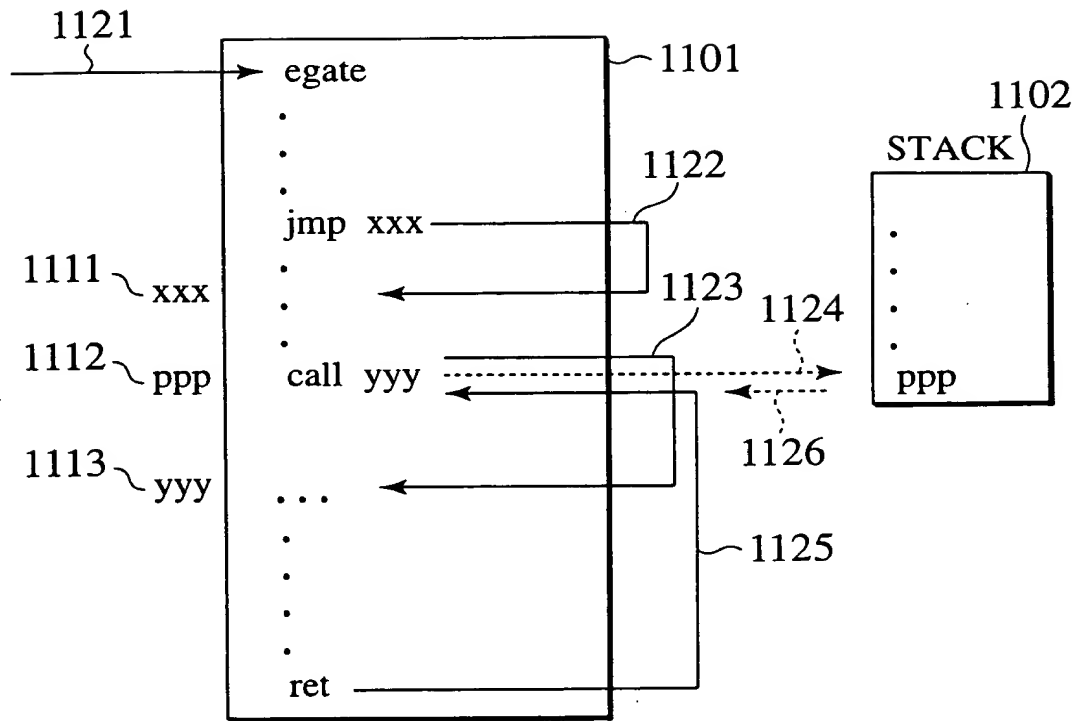 1121
egate
1101
1102
STACK
1122
jmp xxx
1111
xxx
1123
1124
1112
ppp
call yyy
ppp
1126
1113
yyy
. . .
1125
ret